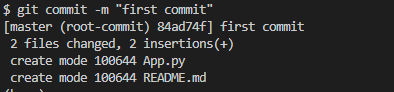 $ git commit -m "first commit"
[master (root-commit) 84ad74f] first commit
 2 files changed, 2 insertions(+)
 create mode 100644 App.py
 create mode 100644 README.md